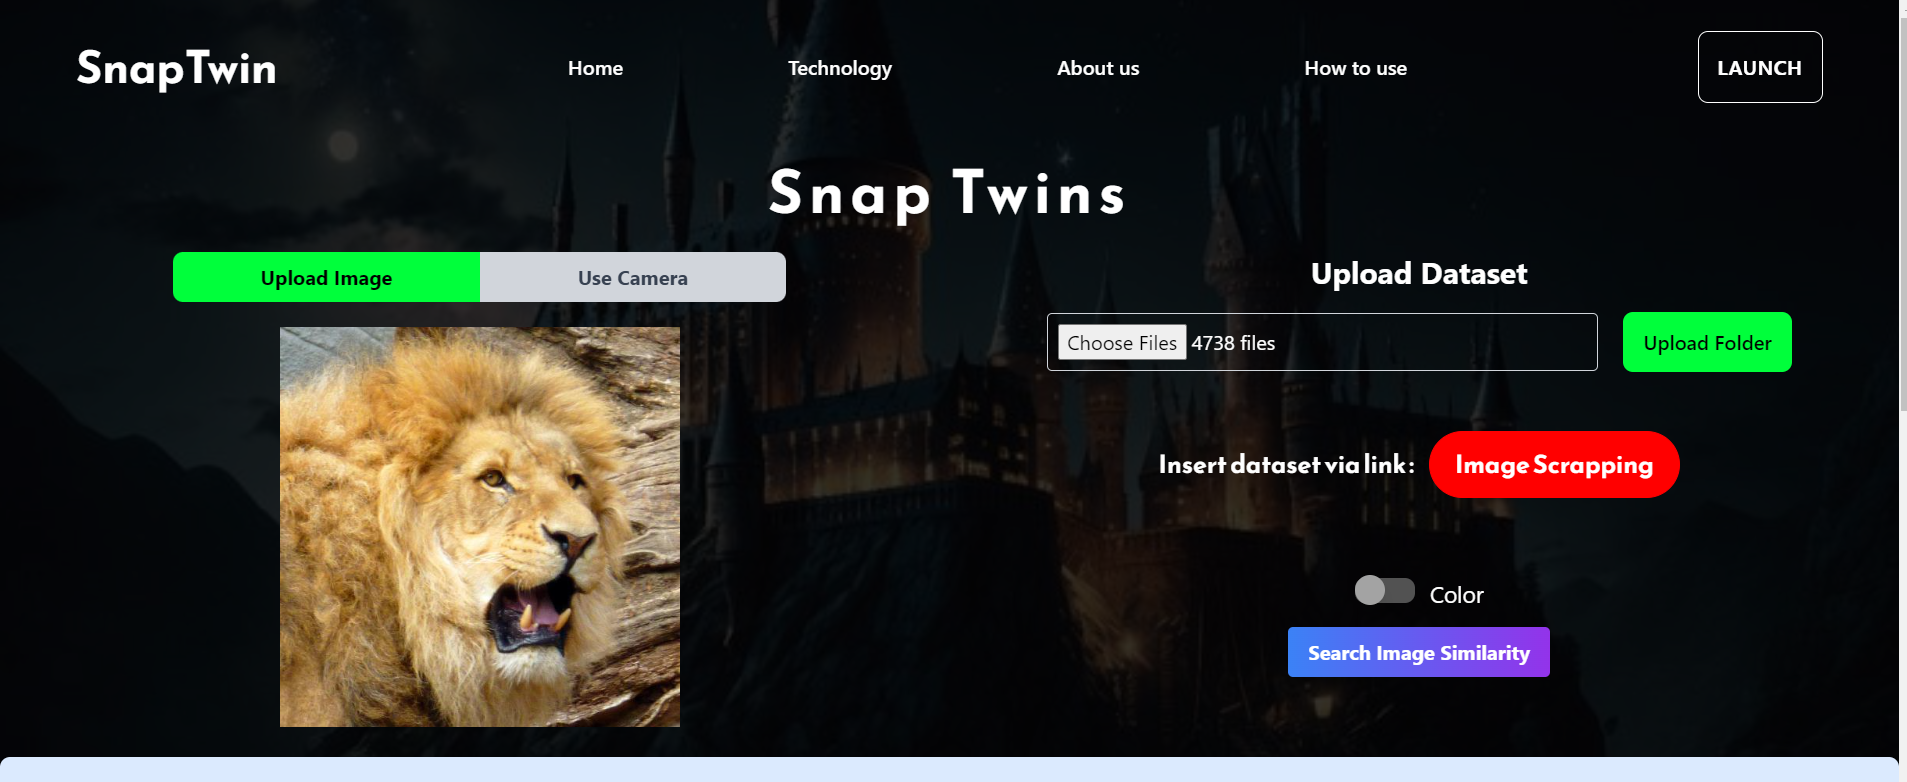 SnapTwin
Home
Technology
About us
How to use
LAUNCH
Snap Twins
Upload Image
Use Camera
Upload Dataset
Choose Files 4738 files
Upload Folder
Insert dataset via link :
Image Scrapping
Color
Search Image Similarity